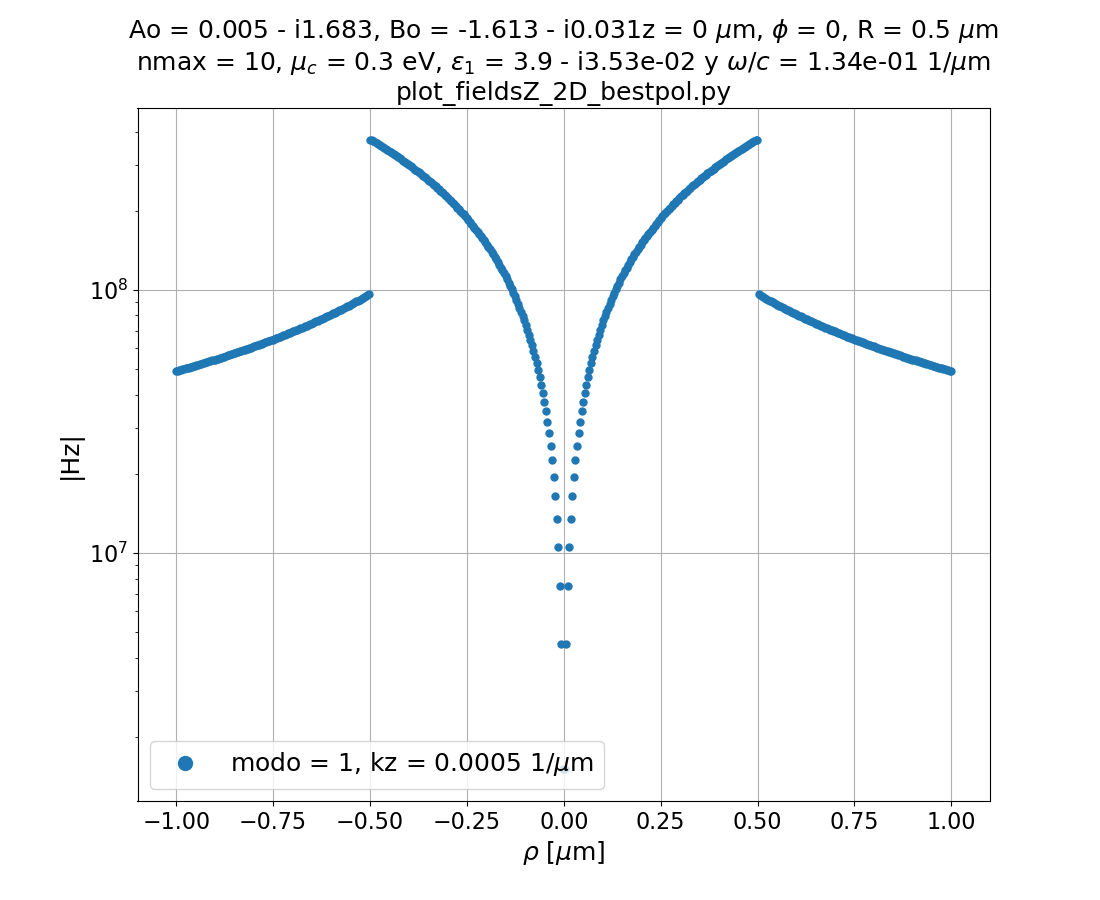 Ao = 0.005 - i1.683, Bo = -1.613 - i0.031z = 0 μm, ϕ = 0, R = 0.5 μm
nmax = 10, μc = 0.3 eV, ε1 = 3.9 - i3.53e-02 y ω/c = 1.34e-01 1/μm
plot_fieldsZ_2D_bestpol.py
|Hz|
10^8
10^7
modo = 1, kz = 0.0005 1/μm
−1.00 −0.75 −0.50 −0.25 0.00 0.25 0.50 0.75 1.00
ρ [μm]